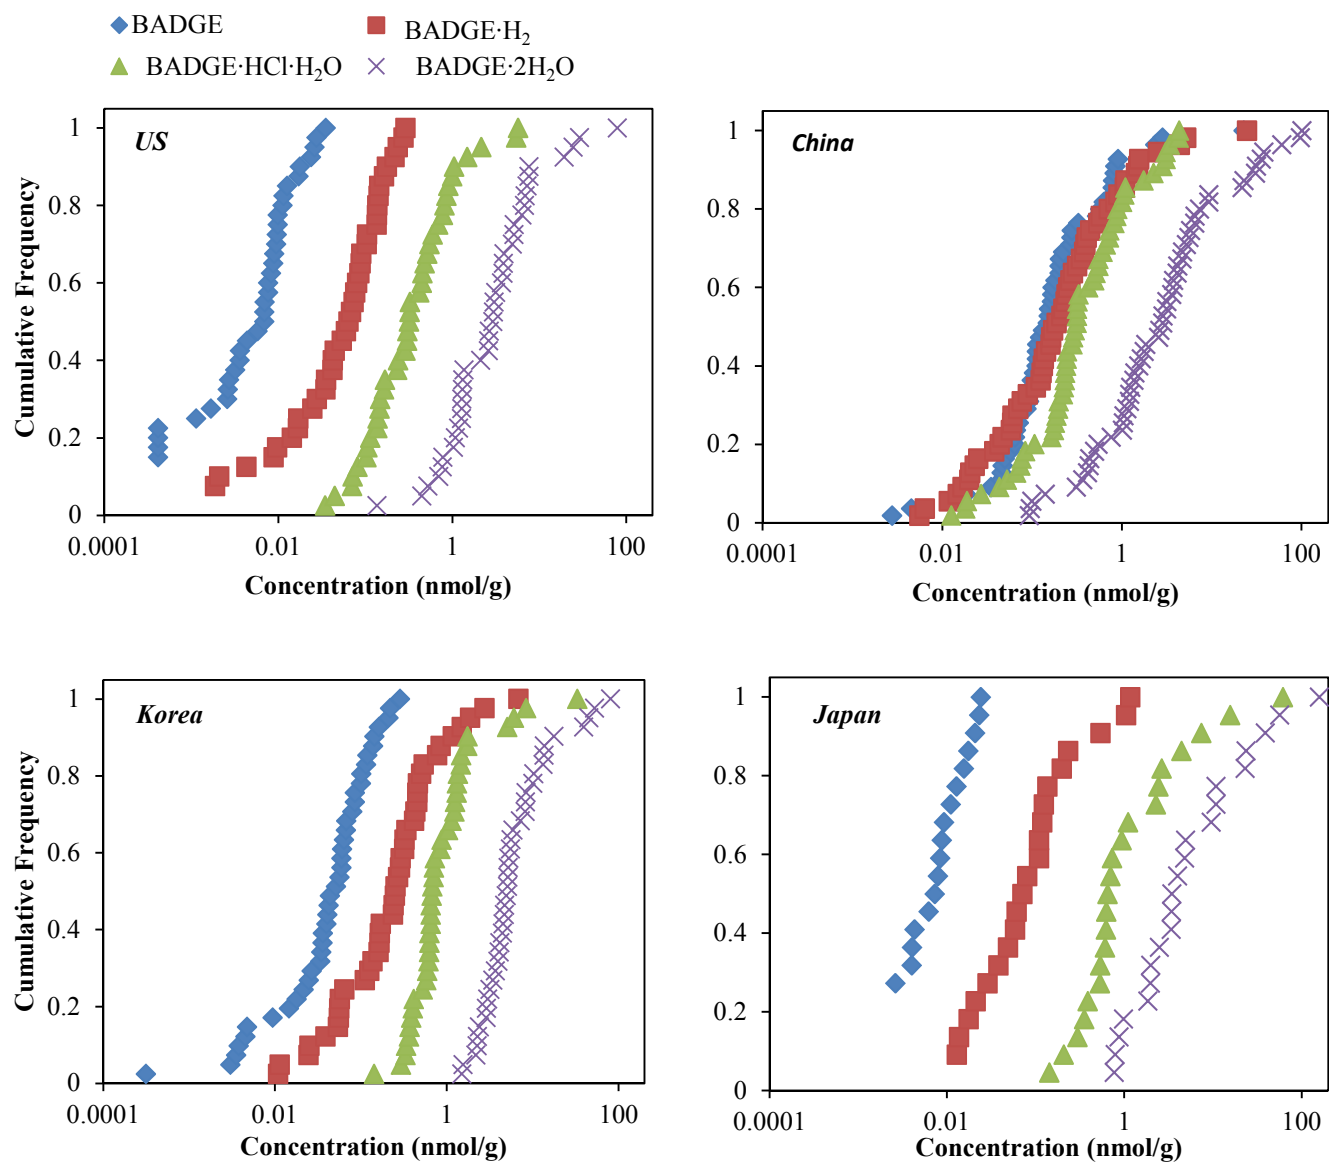 BADGE
BADGE·H₂
BADGE·HCl·H₂O
BADGE·2H₂O
US
1
0.8
0.6
0.4
0.2
0
0.0001
0.01
1
100
Cumulative Frequency
Concentration (nmol/g)
China
1
0.8
0.6
0.4
0.2
0
0.0001
0.01
1
100
Concentration (nmol/g)
Korea
1
0.8
0.6
0.4
0.2
0
0.0001
0.01
1
100
Cumulative Frequency
Concentration (nmol/g)
Japan
1
0.8
0.6
0.4
0.2
0
0.0001
0.01
1
100
Concentration (nmol/g)